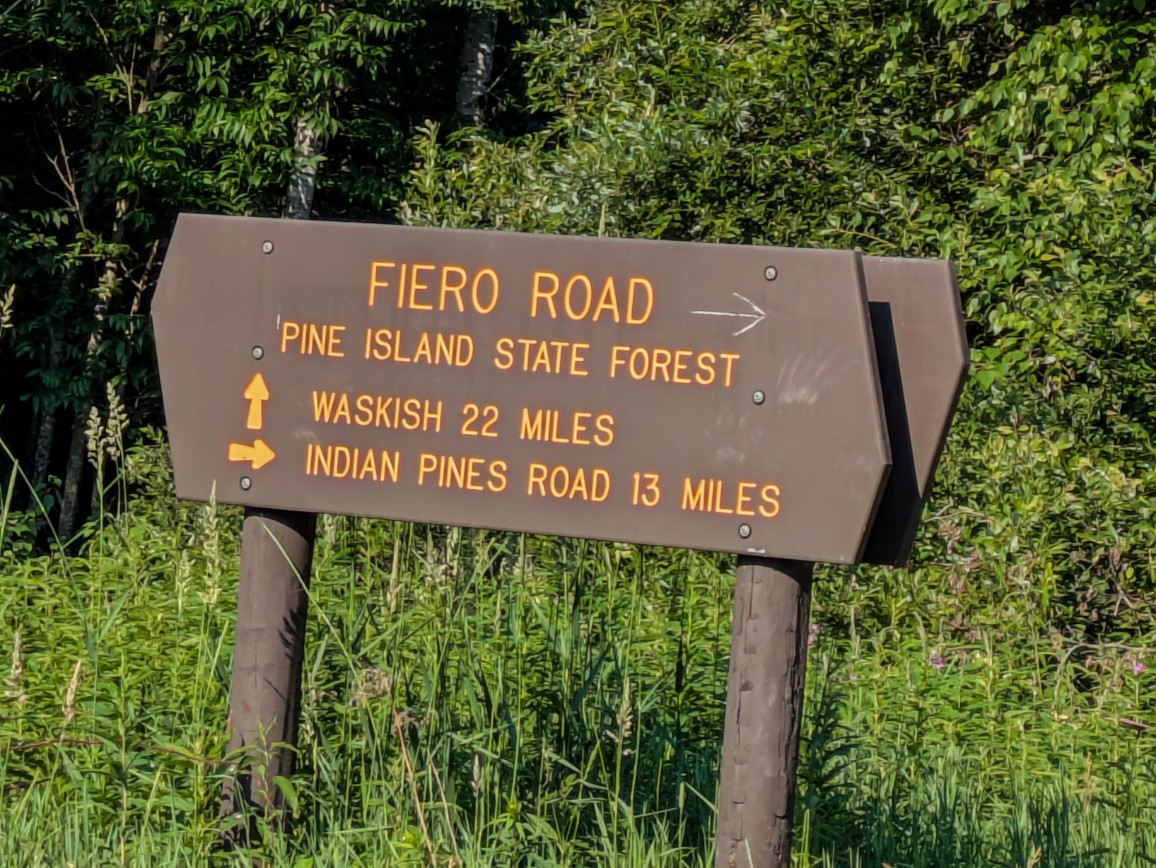 FIERO ROAD
PINE ISLAND STATE FOREST
WASKISH 22 MILES
INDIAN PINES ROAD 13 MILES